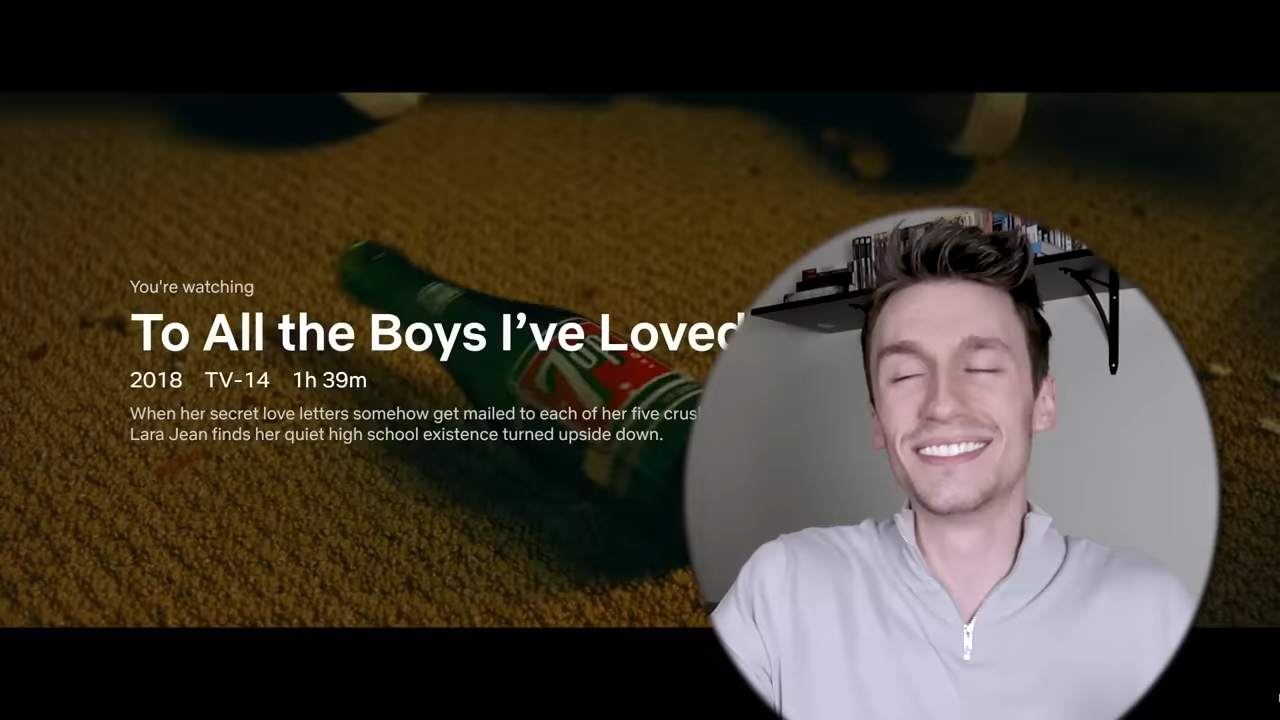 You're watching
To All the Boys I've Loved
2018 TV-14 1h 39m
When her secret love letters somehow get mailed to each of her five crus
Lara Jean finds her quiet high school existence turned upside down.
7